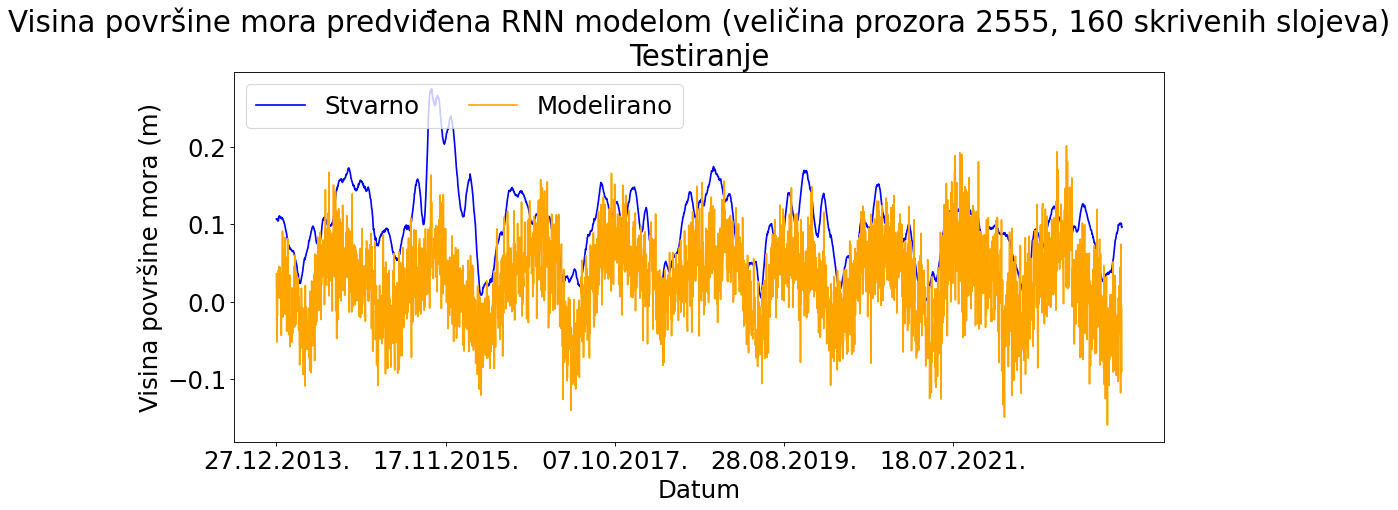 Visina površine mora predviđena RNN modelom (veličina prozora 2555, 160 skrivenih slojeva)
Testiranje
Stvarno
Modelirano
Visina površine mora (m)
0.2
0.1
0.0
−0.1
27.12.2013. 17.11.2015. 07.10.2017. 28.08.2019. 18.07.2021.
Datum